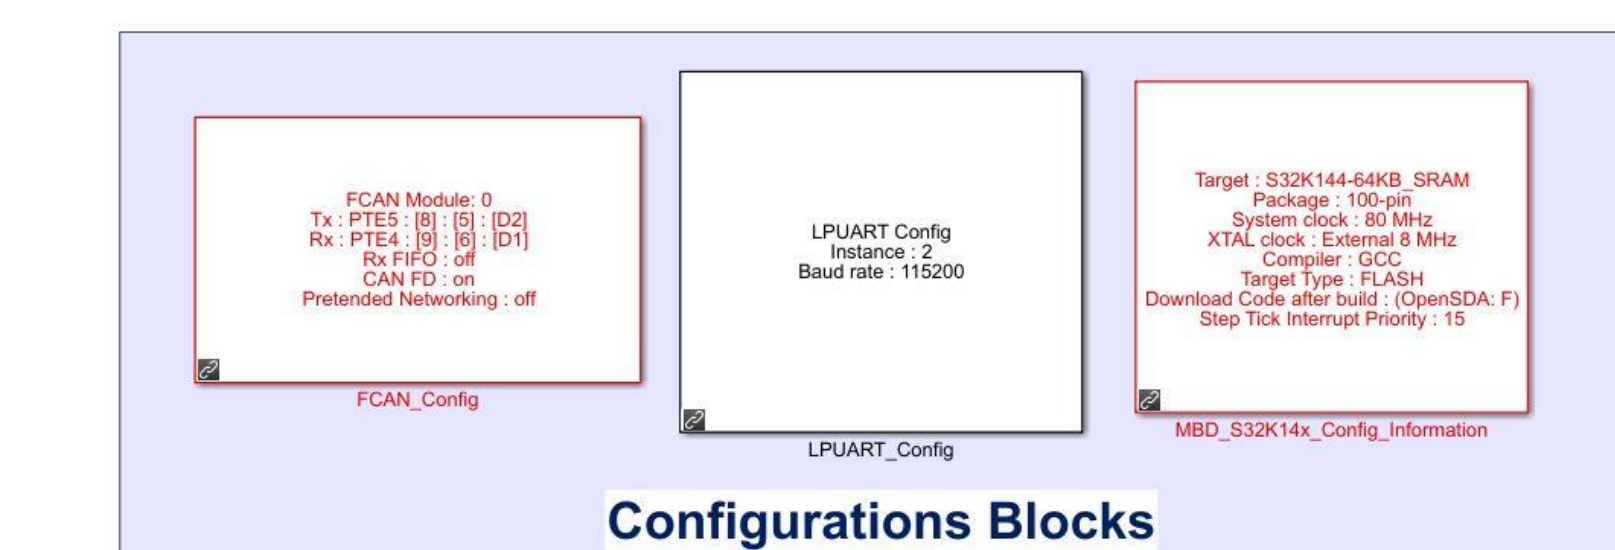 FCAN Module: 0
Tx : PTE5 : [8] : [5] : [D2]
Rx : PTE4 : [9] : [6] : [D1]
Rx FIFO : off
CAN FD : on
Pretended Networking : off
FCAN_Config
LPUART Config
Instance : 2
Baud rate : 115200
LPUART_Config
Target : S32K144-64KB_SRAM
Package : 100-pin
System clock : 80 MHz
XTAL clock : External 8 MHz
Compiler : GCC
Target Type : FLASH
Download Code after build : (OpenSDA: F)
Step Tick Interrupt Priority : 15
MBD_S32K14x_Config_Information
Configurations Blocks